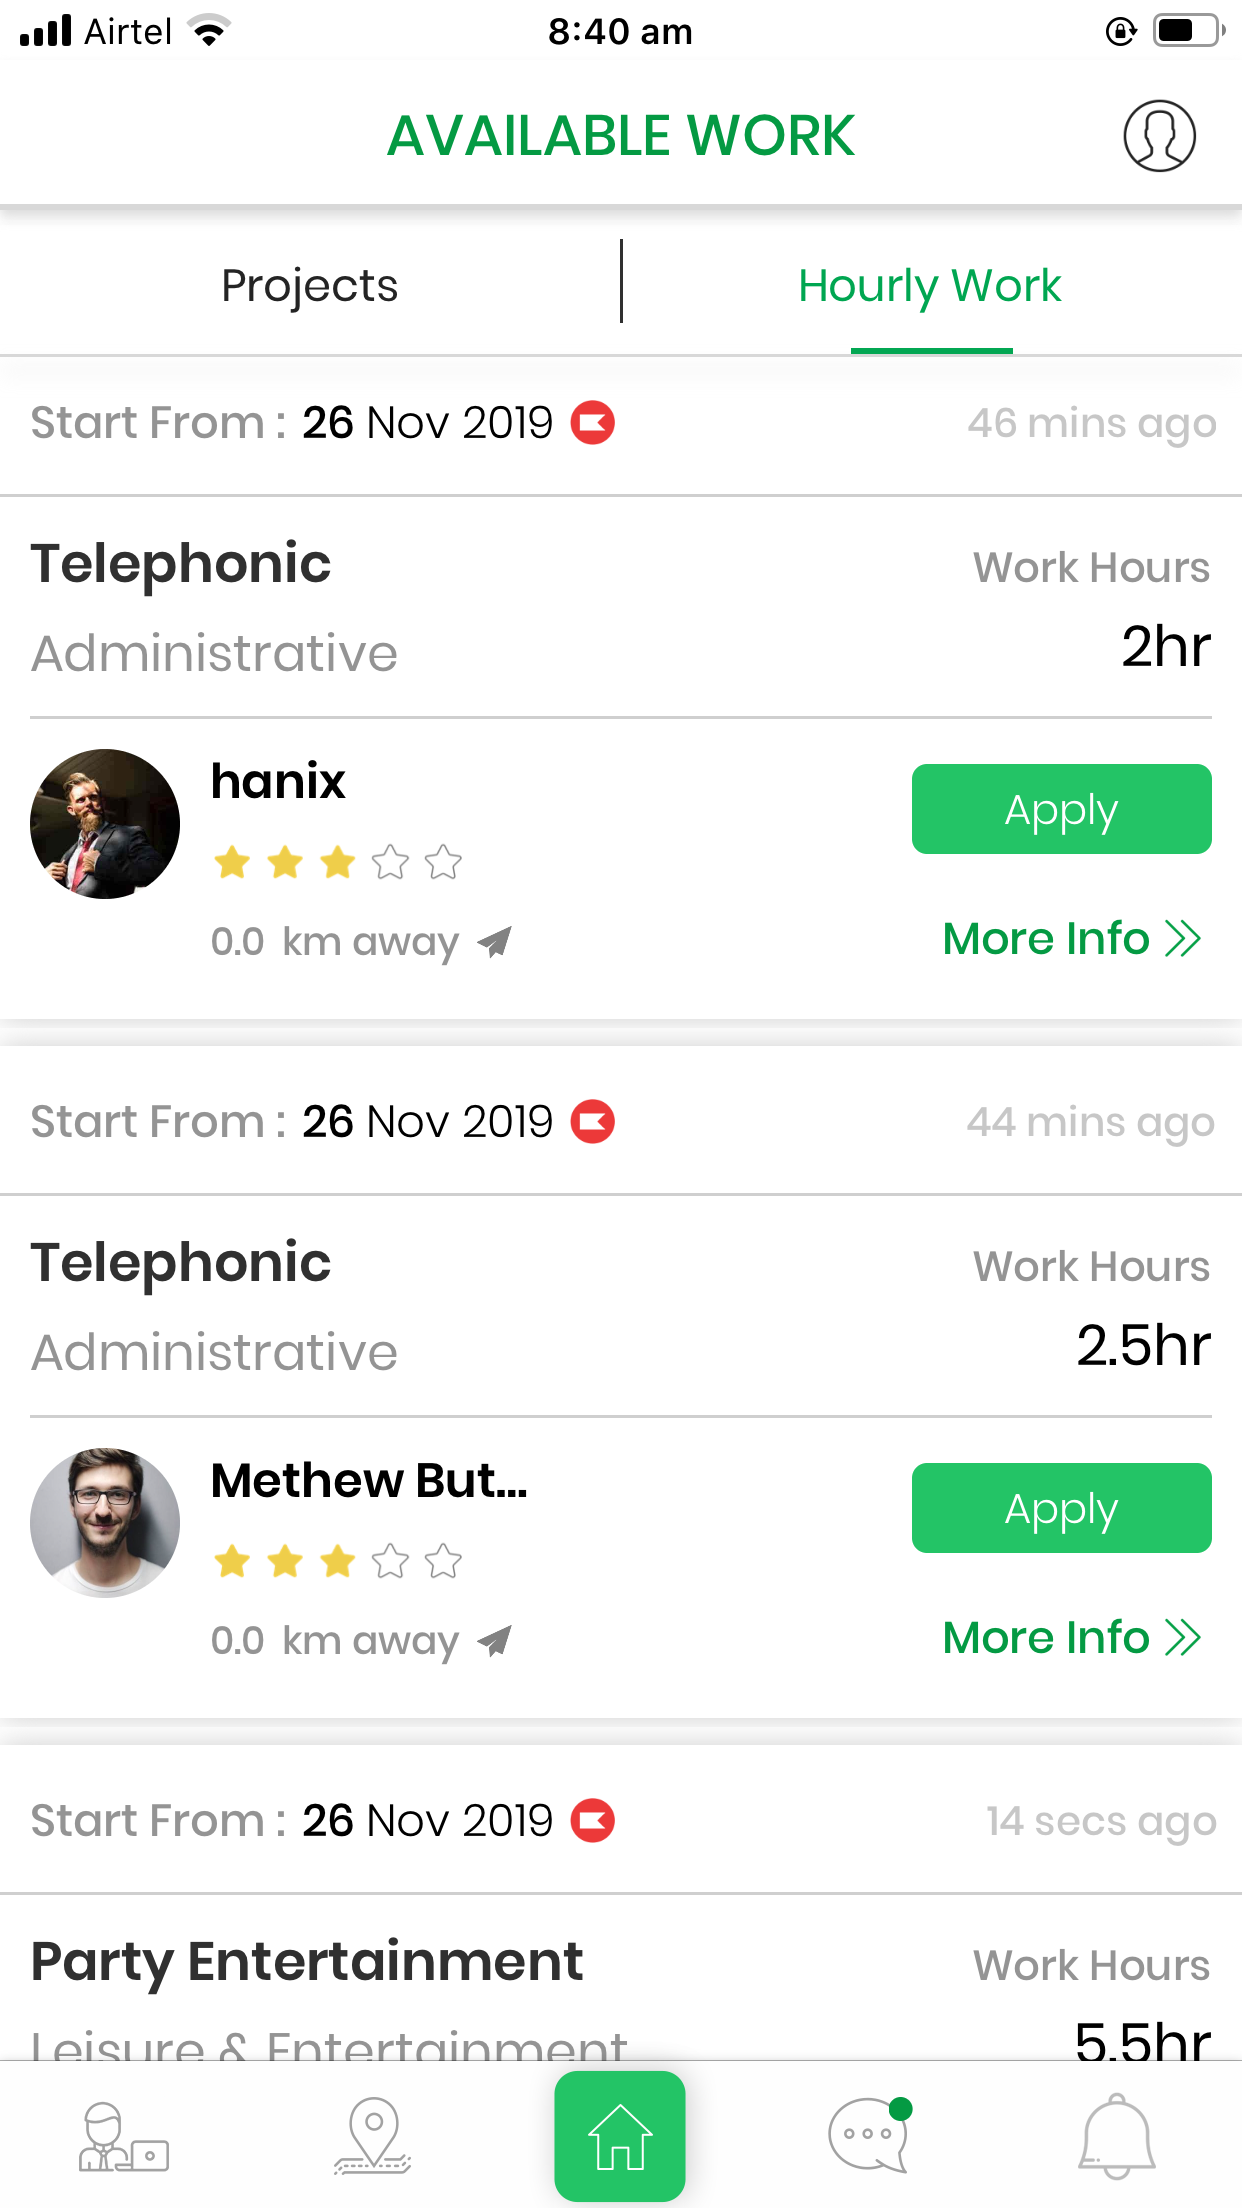 Airtel 8:40 am
AVAILABLE WORK
Projects Hourly Work
Start From : 26 Nov 2019 46 mins ago
Telephonic Work Hours
Administrative 2hr
hanix Apply
0.0 km away More Info
Start From : 26 Nov 2019 44 mins ago
Telephonic Work Hours
Administrative 2.5hr
Methew But... Apply
0.0 km away More Info
Start From : 26 Nov 2019 14 secs ago
Party Entertainment Work Hours
Leisure & Entertainment 5.5hr